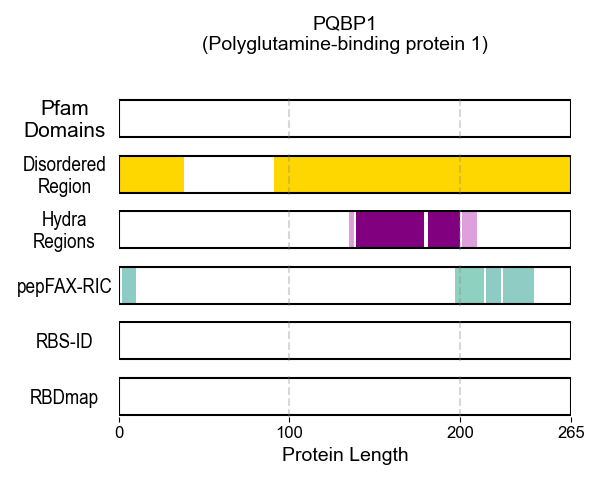 PQBP1
(Polyglutamine-binding protein 1)
Pfam
Domains
Disordered
Region
Hydra
Regions
pepFAX-RIC
RBS-ID
RBDmap
0 100 200 265
Protein Length